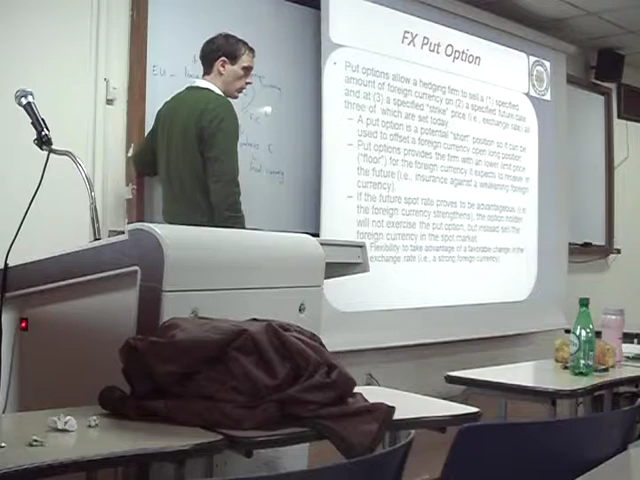 FX Put Option
Put options allow a hedging firm to sell a (1) specified
amount of foreign currency on (2) a specified future date
and at (3) a specified "strike" price (i.e., exchange rate) all
three of which are set today.
– A put option is a potential "short" position so it can be
used to offset a foreign currency open long position.
– Put options provides the firm with an lower limit price
("floor") for the foreign currency it expects to receive in
the future (i.e., insurance against a weakening foreign
currency).
– If the future spot rate proves to be advantageous, (i.e.
the foreign currency strengthens), the option holder
will not exercise the put option, but instead sell the
foreign currency in the spot market.
Flexibility to take advantage of a favorable change in the
exchange rate (i.e., a strong foreign currency)
EU –